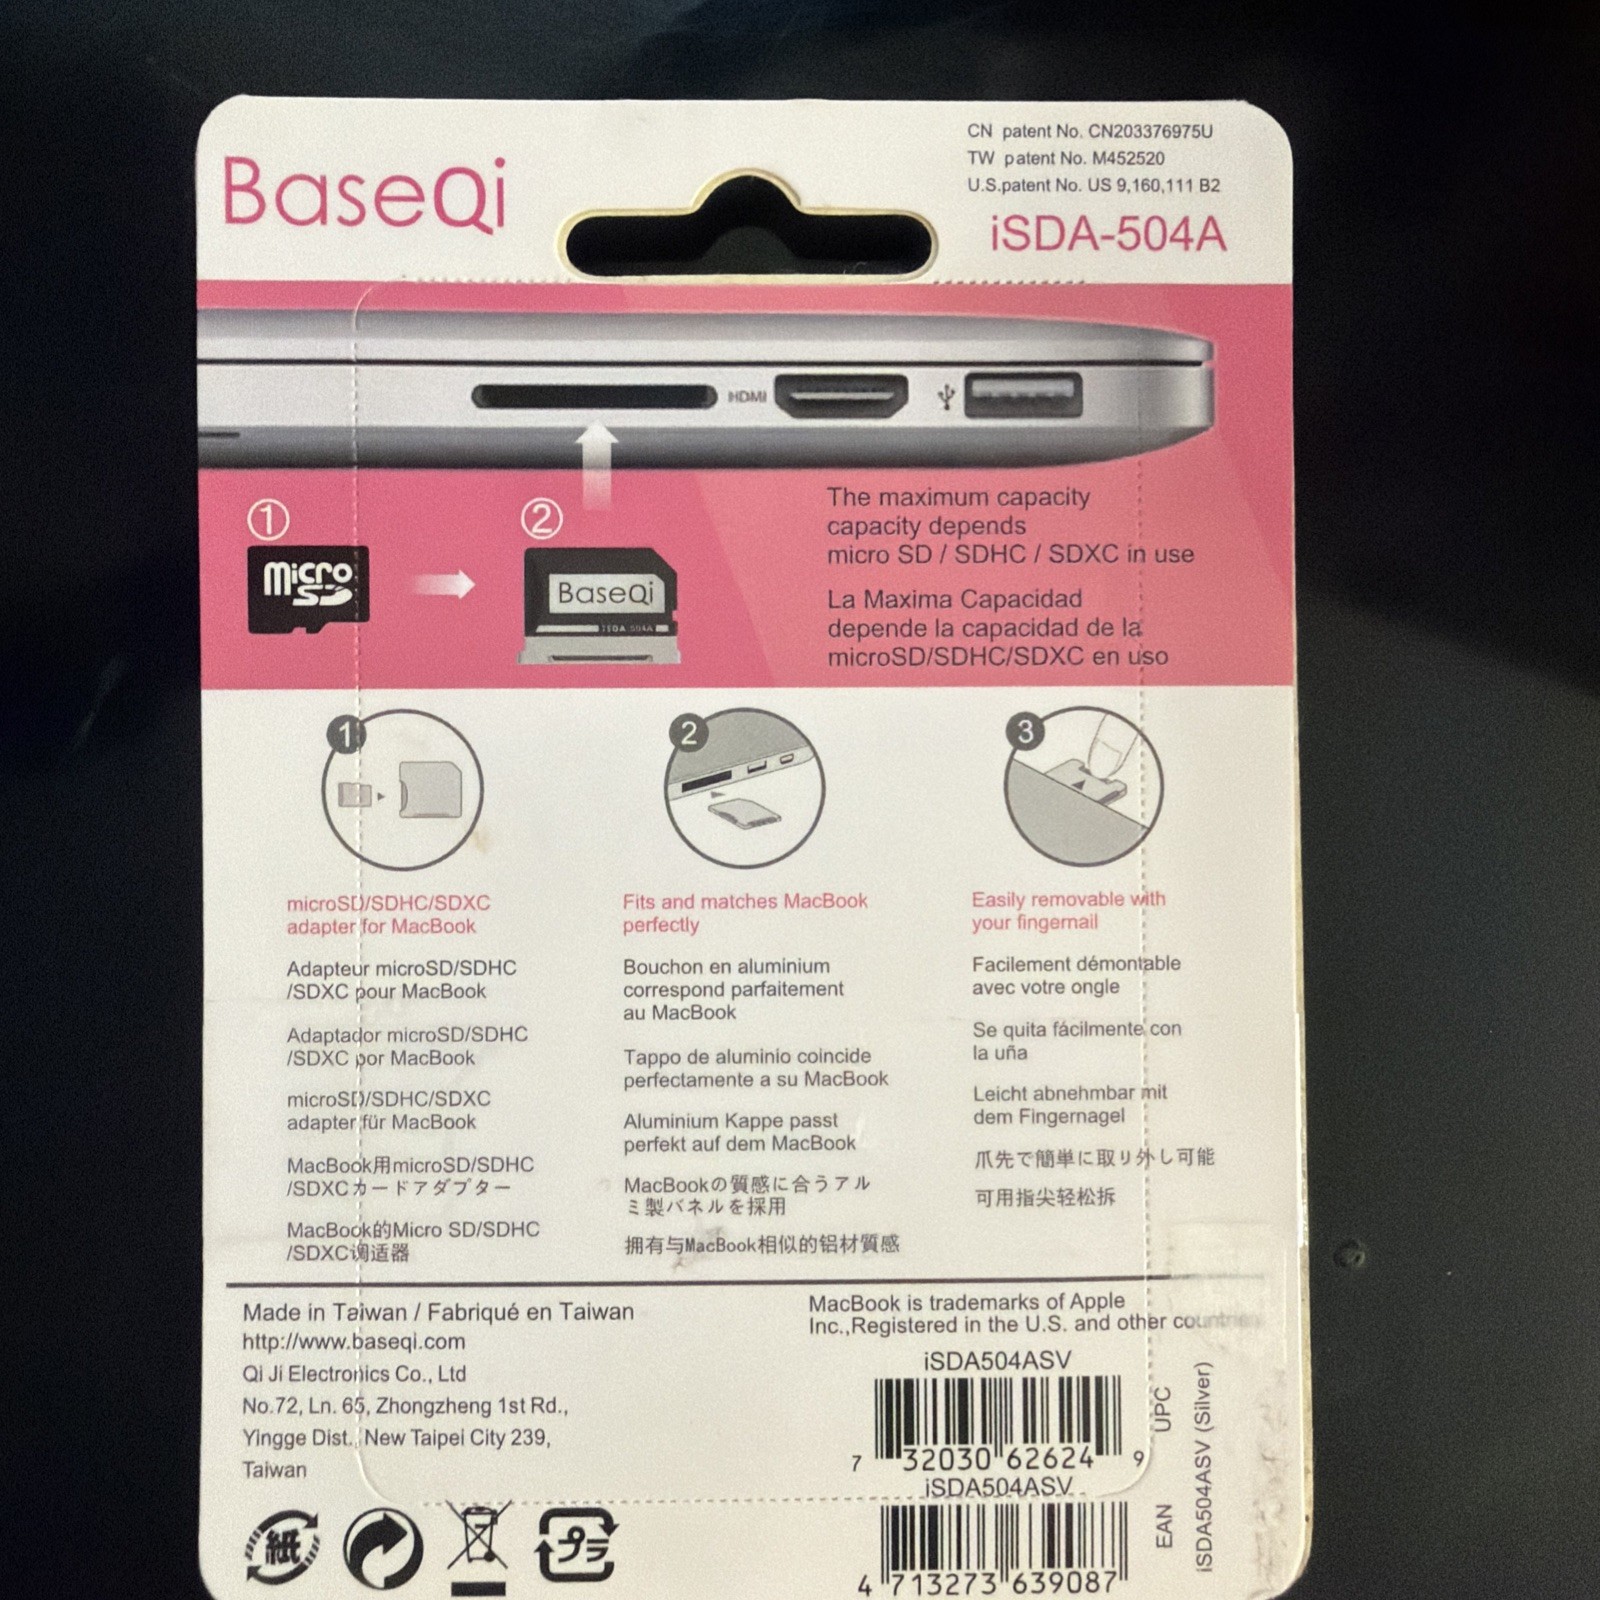 BaseQi
CN patent No. CN203376975U
TW patent No. M452520
U.S.patent No. US 9,160,111 B2
iSDA-504A
HDMI
①
②
Micro
SD
BaseQi
iSDA-504A
The maximum capacity
capacity depends
micro SD / SDHC / SDXC in use
La Maxima Capacidad
depende la capacidad de la
microSD/SDHC/SDXC en uso
1
2
3
microSD/SDHC/SDXC
adapter for MacBook
Adapteur microSD/SDHC
/SDXC pour MacBook
Adaptador microSD/SDHC
/SDXC por MacBook
microSD/SDHC/SDXC
adapter für MacBook
MacBook用microSD/SDHC
/SDXCカードアダプター
MacBook的Micro SD/SDHC
/SDXC调适器
Fits and matches MacBook
perfectly
Bouchon en aluminium
correspond parfaitement
au MacBook
Tappo de aluminio coincide
perfectamente a su MacBook
Aluminium Kappe passt
perfekt auf dem MacBook
MacBookの質感に合うアル
ミ製パネルを採用
拥有与MacBook相似的铝材質感
Easily removable with
your fingernail
Facilement démontable
avec votre ongle
Se quita fácilmente con
la uña
Leicht abnehmbar mit
dem Fingernagel
爪先で簡単に取り外し可能
可用指尖轻松拆
Made in Taiwan / Fabriqué en Taiwan
http://www.baseqi.com
Qi Ji Electronics Co., Ltd
No.72, Ln. 65, Zhongzheng 1st Rd.,
Yingge Dist., New Taipei City 239,
Taiwan
紙
プラ
MacBook is trademarks of Apple
Inc.,Registered in the U.S. and other countries
iSDA504ASV
7 32030 62624 9
UPC
iSDA504ASV
4 713273 639087
EAN
iSDA504ASV (Silver)